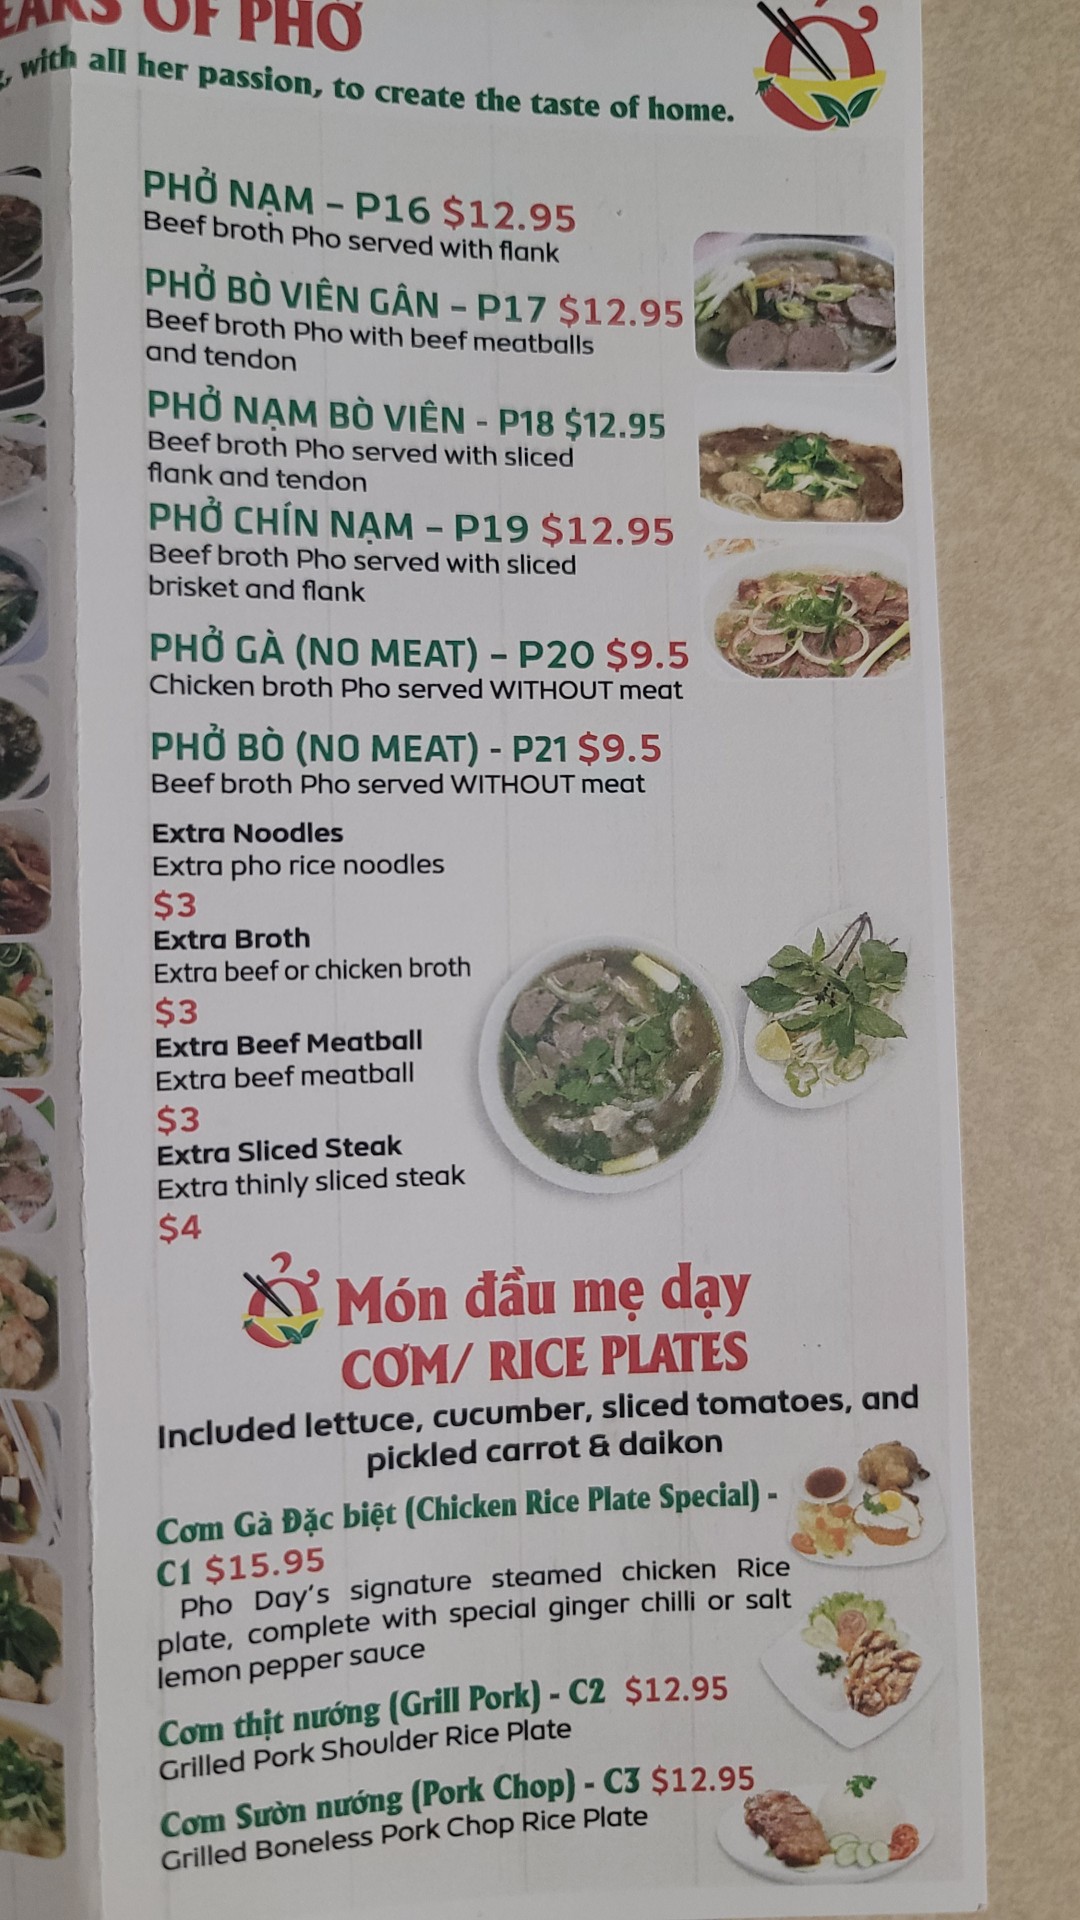 EARS OF PHỞ
, with all her passion, to create the taste of home.
PHỞ NẠM – P16 $12.95
Beef broth Pho served with flank
PHỞ BÒ VIÊN GÂN – P17 $12.95
Beef broth Pho with beef meatballs
and tendon
PHỞ NẠM BÒ VIÊN - P18 $12.95
Beef broth Pho served with sliced
flank and tendon
PHỞ CHÍN NẠM – P19 $12.95
Beef broth Pho served with sliced
brisket and flank
PHỞ GÀ (NO MEAT) – P20 $9.5
Chicken broth Pho served WITHOUT meat
PHỞ BÒ (NO MEAT) - P21 $9.5
Beef broth Pho served WITHOUT meat
Extra Noodles
Extra pho rice noodles
$3
Extra Broth
Extra beef or chicken broth
$3
Extra Beef Meatball
Extra beef meatball
$3
Extra Sliced Steak
Extra thinly sliced steak
$4
Món đầu mẹ dạy
CƠM/ RICE PLATES
Included lettuce, cucumber, sliced tomatoes, and
pickled carrot & daikon
Cơm Gà Đặc biệt (Chicken Rice Plate Special) -
C1 $15.95
Pho Day's signature steamed chicken Rice
plate, complete with special ginger chilli or salt
lemon pepper sauce
Cơm thịt nướng (Grill Pork) - C2 $12.95
Grilled Pork Shoulder Rice Plate
Cơm Sườn nướng (Pork Chop) - C3 $12.95
Grilled Boneless Pork Chop Rice Plate